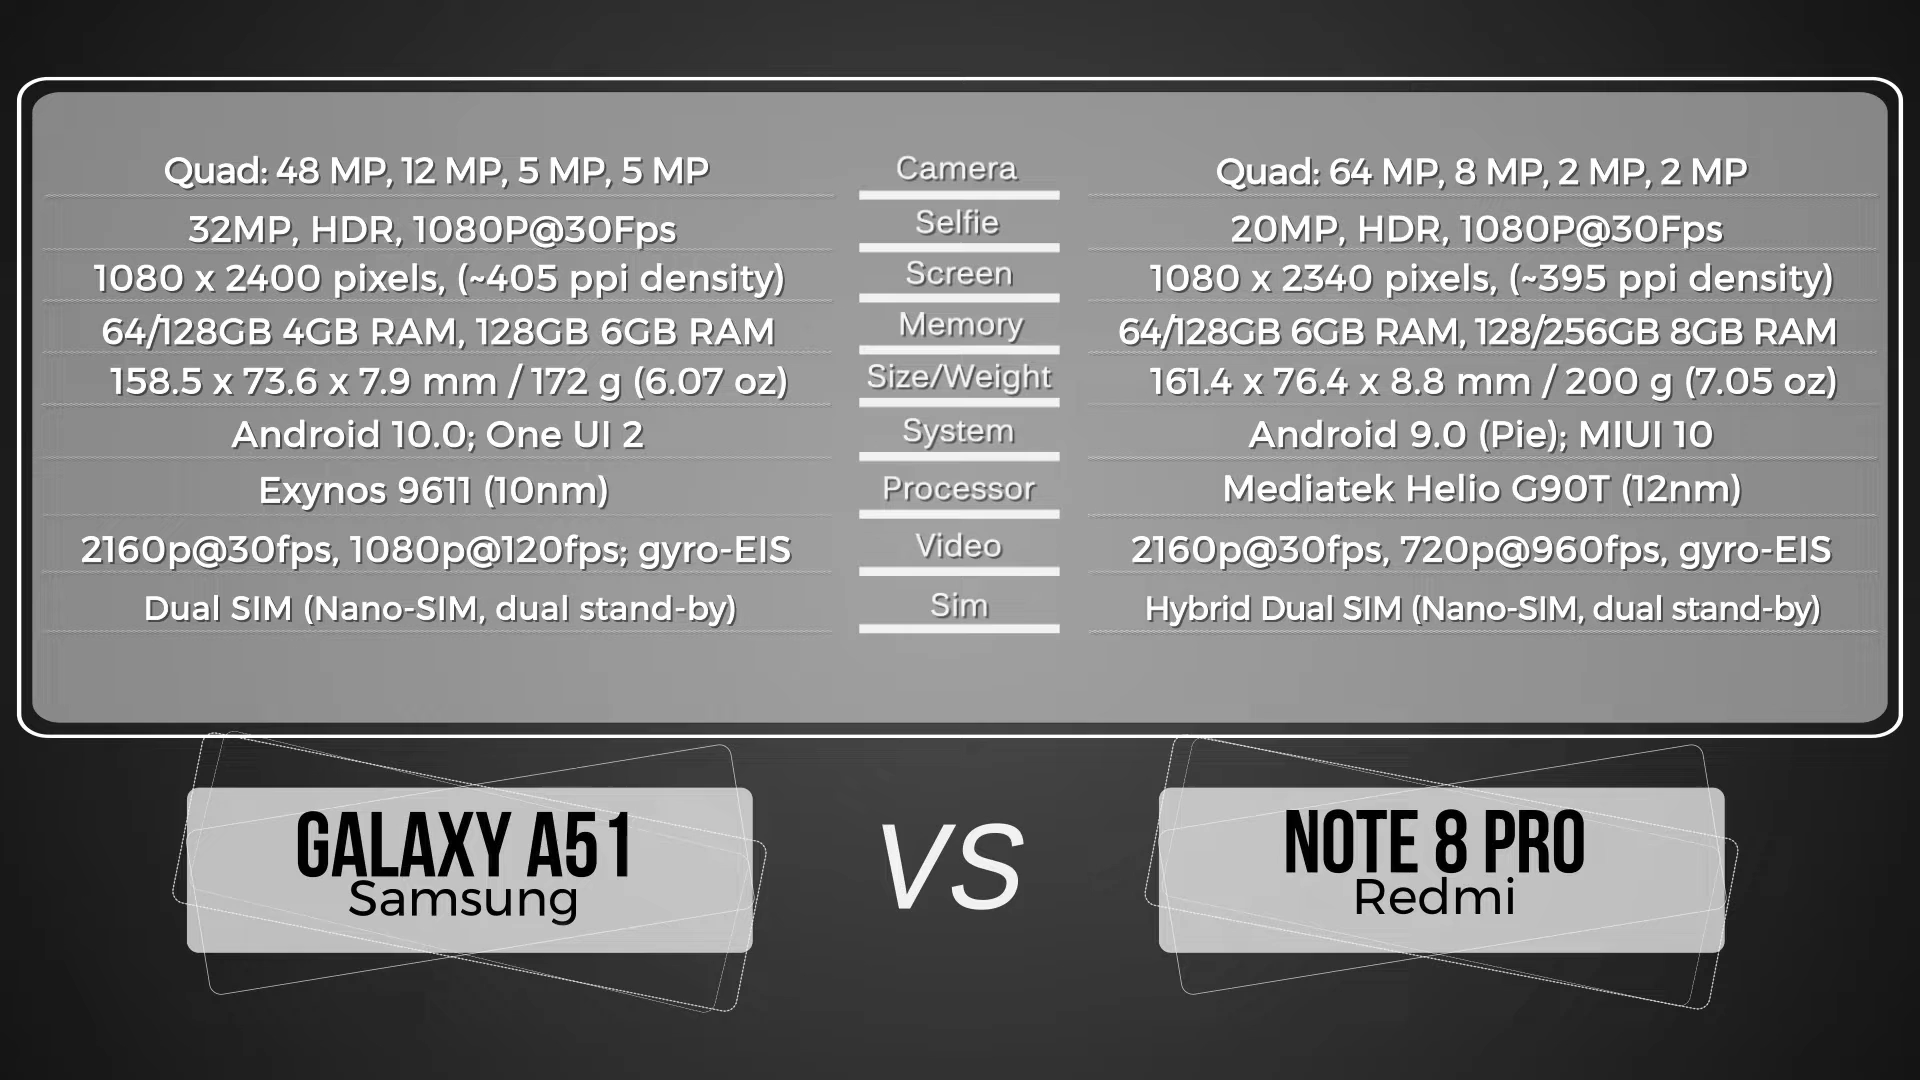 Quad: 48 MP, 12 MP, 5 MP, 5 MP Camera Quad: 64 MP, 8 MP, 2 MP, 2 MP
32MP, HDR, 1080P@30Fps Selfie 20MP, HDR, 1080P@30Fps
1080 x 2400 pixels, (~405 ppi density) Screen 1080 x 2340 pixels, (~395 ppi density)
64/128GB 4GB RAM, 128GB 6GB RAM Memory 64/128GB 6GB RAM, 128/256GB 8GB RAM
158.5 x 73.6 x 7.9 mm / 172 g (6.07 oz) Size/Weight 161.4 x 76.4 x 8.8 mm / 200 g (7.05 oz)
Android 10.0; One UI 2 System Android 9.0 (Pie); MIUI 10
Exynos 9611 (10nm) Processor Mediatek Helio G90T (12nm)
2160p@30fps, 1080p@120fps; gyro-EIS Video 2160p@30fps, 720p@960fps, gyro-EIS
Dual SIM (Nano-SIM, dual stand-by) Sim Hybrid Dual SIM (Nano-SIM, dual stand-by)
GALAXY A51 VS NOTE 8 PRO
Samsung Redmi